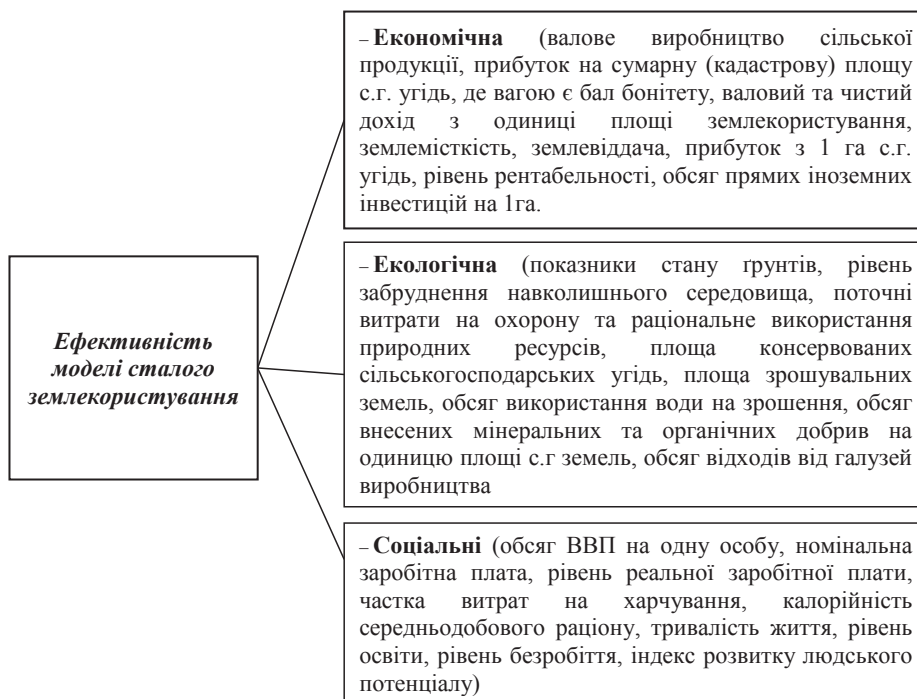 – Економічна (валове виробництво сільської
продукції, прибуток на сумарну (кадастрову) площу
с.г. угідь, де вагою є бал бонітету, валовий та чистий
дохід з одиниці площі землекористування,
землемісткість, землевіддача, прибуток з 1 га с.г.
угідь, рівень рентабельності, обсяг прямих іноземних
інвестицій на 1га.
Ефективність
моделі сталого
землекористування
– Екологічна (показники стану ґрунтів, рівень
забруднення навколишнього середовища, поточні
витрати на охорону та раціональне використання
природних ресурсів, площа консервованих
сільськогосподарських угідь, площа зрошувальних
земель, обсяг використання води на зрошення, обсяг
внесених мінеральних та органічних добрив на
одиницю площі с.г земель, обсяг відходів від галузей
виробництва
– Соціальні (обсяг ВВП на одну особу, номінальна
заробітна плата, рівень реальної заробітної плати,
частка витрат на харчування, калорійність
середньодобового раціону, тривалість життя, рівень
освіти, рівень безробіття, індекс розвитку людського
потенціалу)